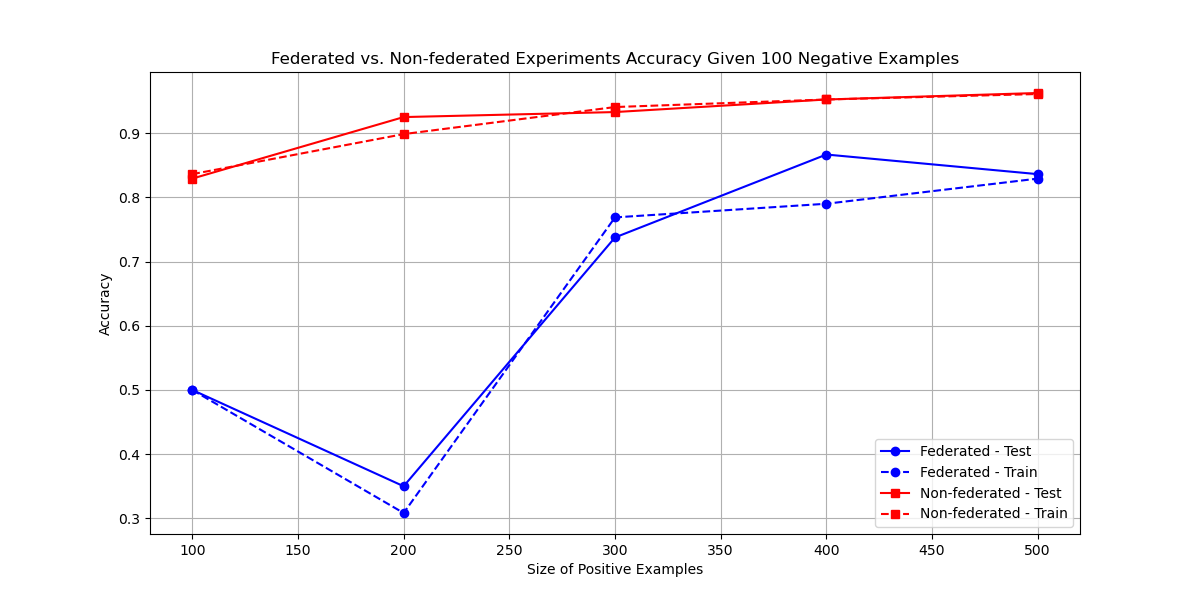 Federated vs. Non-federated Experiments Accuracy Given 100 Negative Examples
Accuracy
0.9
0.8
0.7
0.6
0.5
0.4
0.3
100 150 200 250 300 350 400 450 500
Size of Positive Examples
Federated - Test
Federated - Train
Non-federated - Test
Non-federated - Train